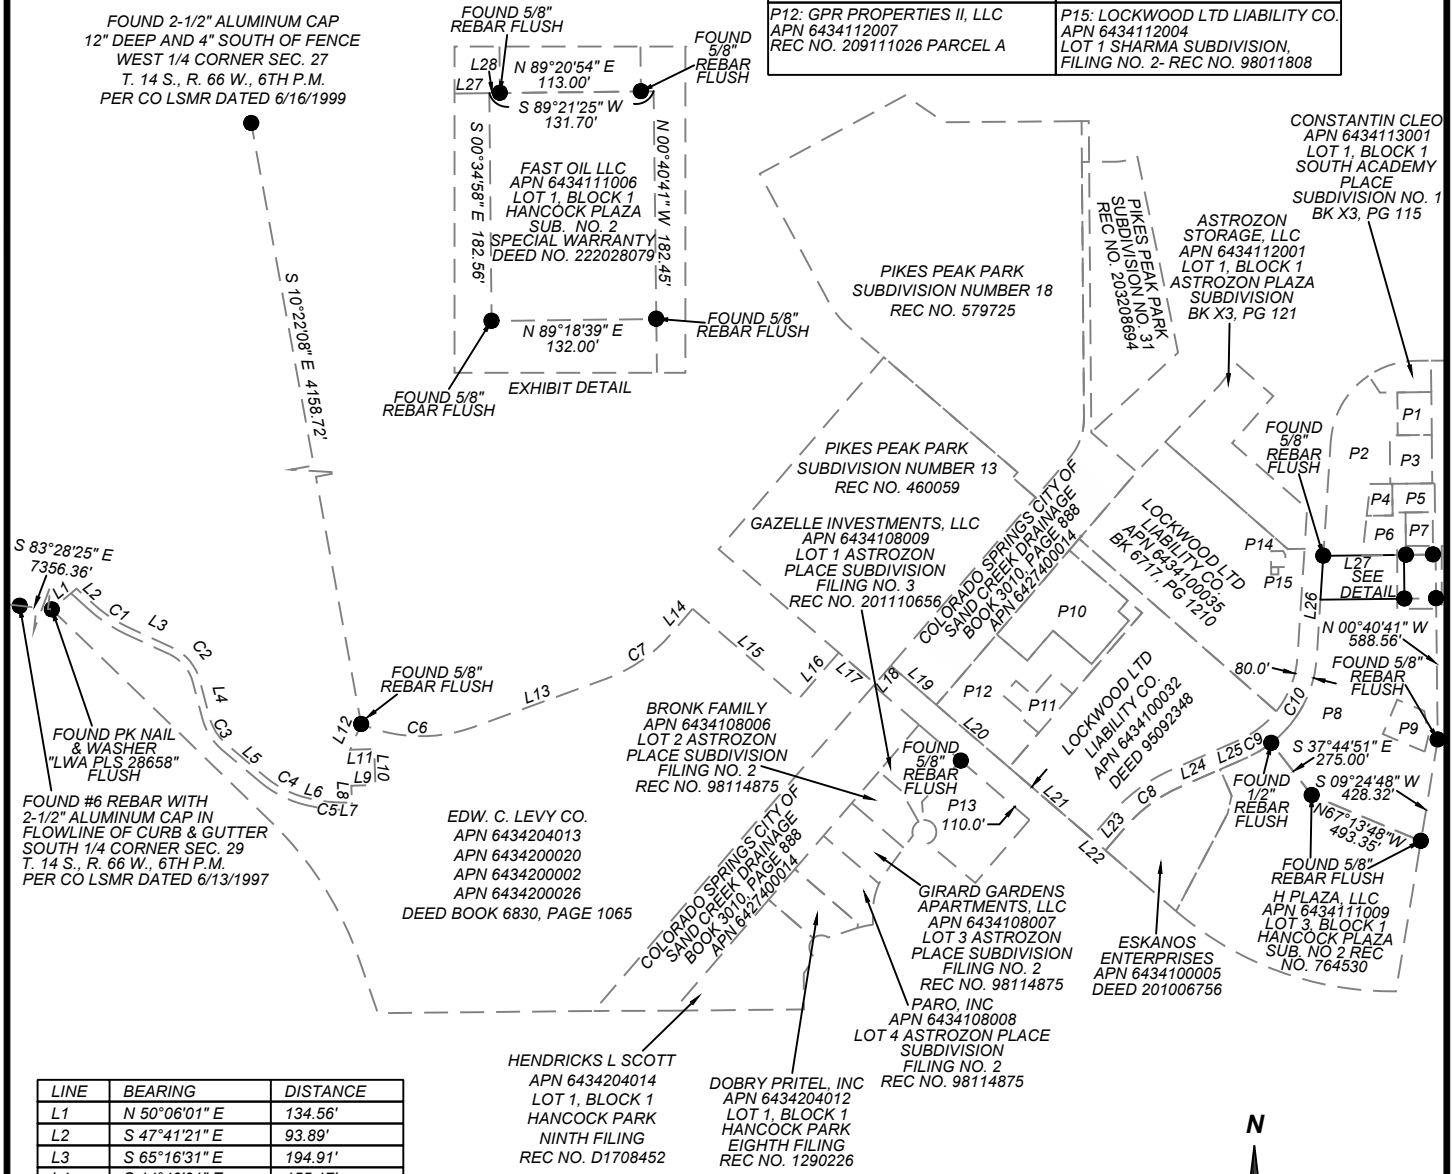 FOUND 2-1/2" ALUMINUM CAP
12" DEEP AND 4" SOUTH OF FENCE
WEST 1/4 CORNER SEC. 27
T. 14 S., R. 66 W., 6TH P.M.
PER CO LSMR DATED 6/16/1999
FOUND 5/8"
REBAR FLUSH
FOUND
5/8"
REBAR
FLUSH
L28
L27
N 89°20'54" E
113.00'
S 89°21'25" W
131.70'
S 00°34'58" E 182.56'
N 00°40'41" W 182.45'
FAST OIL LLC
APN 6434111006
LOT 1, BLOCK 1
HANCOCK PLAZA
SUB. NO. 2
SPECIAL WARRANTY
DEED NO. 222028079
N 89°18'39" E
132.00'
FOUND 5/8"
REBAR FLUSH
FOUND 5/8"
REBAR FLUSH
EXHIBIT DETAIL
P12: GPR PROPERTIES II, LLC
APN 6434112007
REC NO. 209111026 PARCEL A
P15: LOCKWOOD LTD LIABILITY CO.
APN 6434112004
LOT 1 SHARMA SUBDIVISION,
FILING NO. 2- REC NO. 98011808
CONSTANTIN CLEO
APN 6434113001
LOT 1, BLOCK 1
SOUTH ACADEMY
PLACE
SUBDIVISION NO. 1
BK X3, PG 115
PIKES PEAK PARK
SUBDIVISION NO. 31
REC NO. 203208694
ASTROZON
STORAGE, LLC
APN 6434112001
LOT 1, BLOCK 1
ASTROZON PLAZA
SUBDIVISION
BK X3, PG 121
PIKES PEAK PARK
SUBDIVISION NUMBER 18
REC NO. 579725
S 10°22'08" E 4158.72'
PIKES PEAK PARK
SUBDIVISION NUMBER 13
REC NO. 460059
FOUND
5/8"
REBAR
FLUSH
P1
P2
P3
P4
P5
P6
P7
GAZELLE INVESTMENTS, LLC
APN 6434108009
LOT 1 ASTROZON
PLACE SUBDIVISION
FILING NO. 3
REC NO. 201110656
COLORADO SPRINGS CITY OF
SAND CREEK DRAINAGE
BOOK 3010, PAGE 888
APN 6427400014
LOCKWOOD LTD
LIABILITY CO.
APN 6434100035
BK 6717, PG 1210
P14
P15
L27
SEE
DETAIL
L26
N 00°40'41" W
588.56'
S 83°28'25" E
7356.36'
L1
L2
C1
L3
C2
L4
C3
L5
C4
L6
C5
L7
L8
L9
L10
L11
L12
FOUND 5/8"
REBAR FLUSH
C6
L13
C7
L14
L15
L16
L17
L18
L19
L20
L21
L22
L23
C8
L24
L25
C9
C10
80.0'
P10
P11
P12
LOCKWOOD LTD
LIABILITY CO.
APN 6434100032
DEED 95092348
FOUND 5/8"
REBAR
FLUSH
P8
P9
FOUND PK NAIL
& WASHER
"LWA PLS 28658"
FLUSH
FOUND #6 REBAR WITH
2-1/2" ALUMINUM CAP IN
FLOWLINE OF CURB & GUTTER
SOUTH 1/4 CORNER SEC. 29
T. 14 S., R. 66 W., 6TH P.M.
PER CO LSMR DATED 6/13/1997
BRONK FAMILY
APN 6434108006
LOT 2 ASTROZON
PLACE SUBDIVISION
FILING NO. 2
REC NO. 98114875
FOUND
5/8"
REBAR
FLUSH
P13
110.0'
S 37°44'51" E
275.00'
S 09°24'48" W
428.32'
FOUND
1/2"
REBAR
FLUSH
N67°13'48"W
493.35'
FOUND 5/8"
REBAR FLUSH
EDW. C. LEVY CO.
APN 6434204013
APN 6434200020
APN 6434200002
APN 6434200026
DEED BOOK 6830, PAGE 1065
COLORADO SPRINGS CITY OF
SAND CREEK DRAINAGE
BOOK 3010, PAGE 888
APN 6427400014
GIRARD GARDENS
APARTMENTS, LLC
APN 6434108007
LOT 3 ASTROZON
PLACE SUBDIVISION
FILING NO. 2
REC NO. 98114875
ESKANOS
ENTERPRISES
APN 6434100005
DEED 201006756
H PLAZA, LLC
APN 6434111009
LOT 3, BLOCK 1
HANCOCK PLAZA
SUB. NO 2 REC
NO. 764530
PARO, INC
APN 6434108008
LOT 4 ASTROZON PLACE
SUBDIVISION
FILING NO. 2
REC NO. 98114875
HENDRICKS L SCOTT
APN 6434204014
LOT 1, BLOCK 1
HANCOCK PARK
NINTH FILING
REC NO. D1708452
DOBRY PRITEL, INC
APN 6434204012
LOT 1, BLOCK 1
HANCOCK PARK
EIGHTH FILING
REC NO. 1290226
LINE BEARING DISTANCE
L1 N 50°06'01" E 134.56'
L2 S 47°41'21" E 93.89'
L3 S 65°16'31" E 194.91'
N